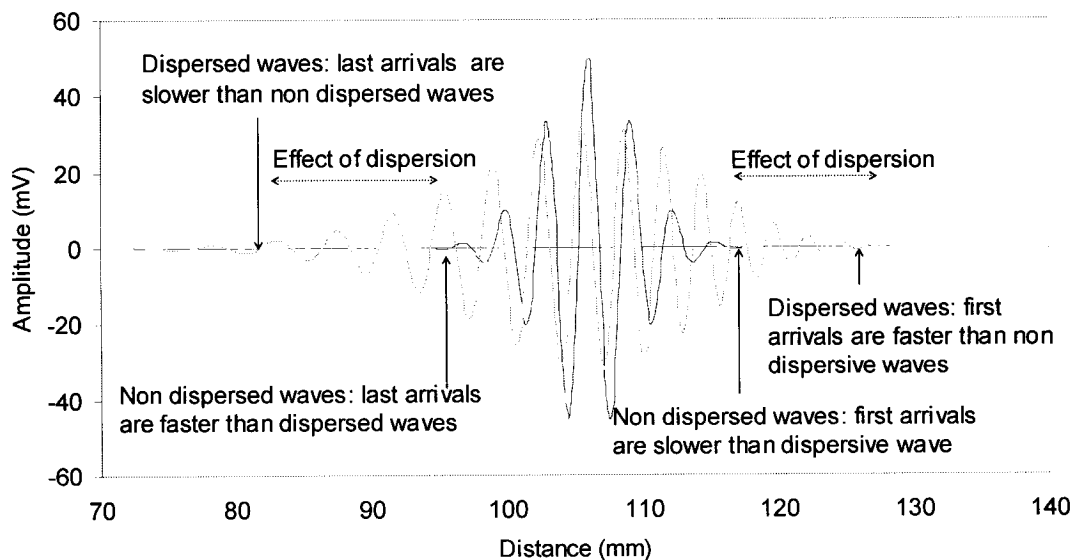 60
40
20
0
-20
-40
-60
Amplitude (mV)
Dispersed waves: last arrivals are
slower than non dispersed waves
Effect of dispersion
Effect of dispersion
Non dispersed waves: last arrivals
are faster than dispersed waves
Dispersed waves: first
arrivals are faster than non
dispersive waves
Non dispersed waves: first arrivals
are slower than dispersive wave
70 80 90 100 110 120 130 140
Distance (mm)